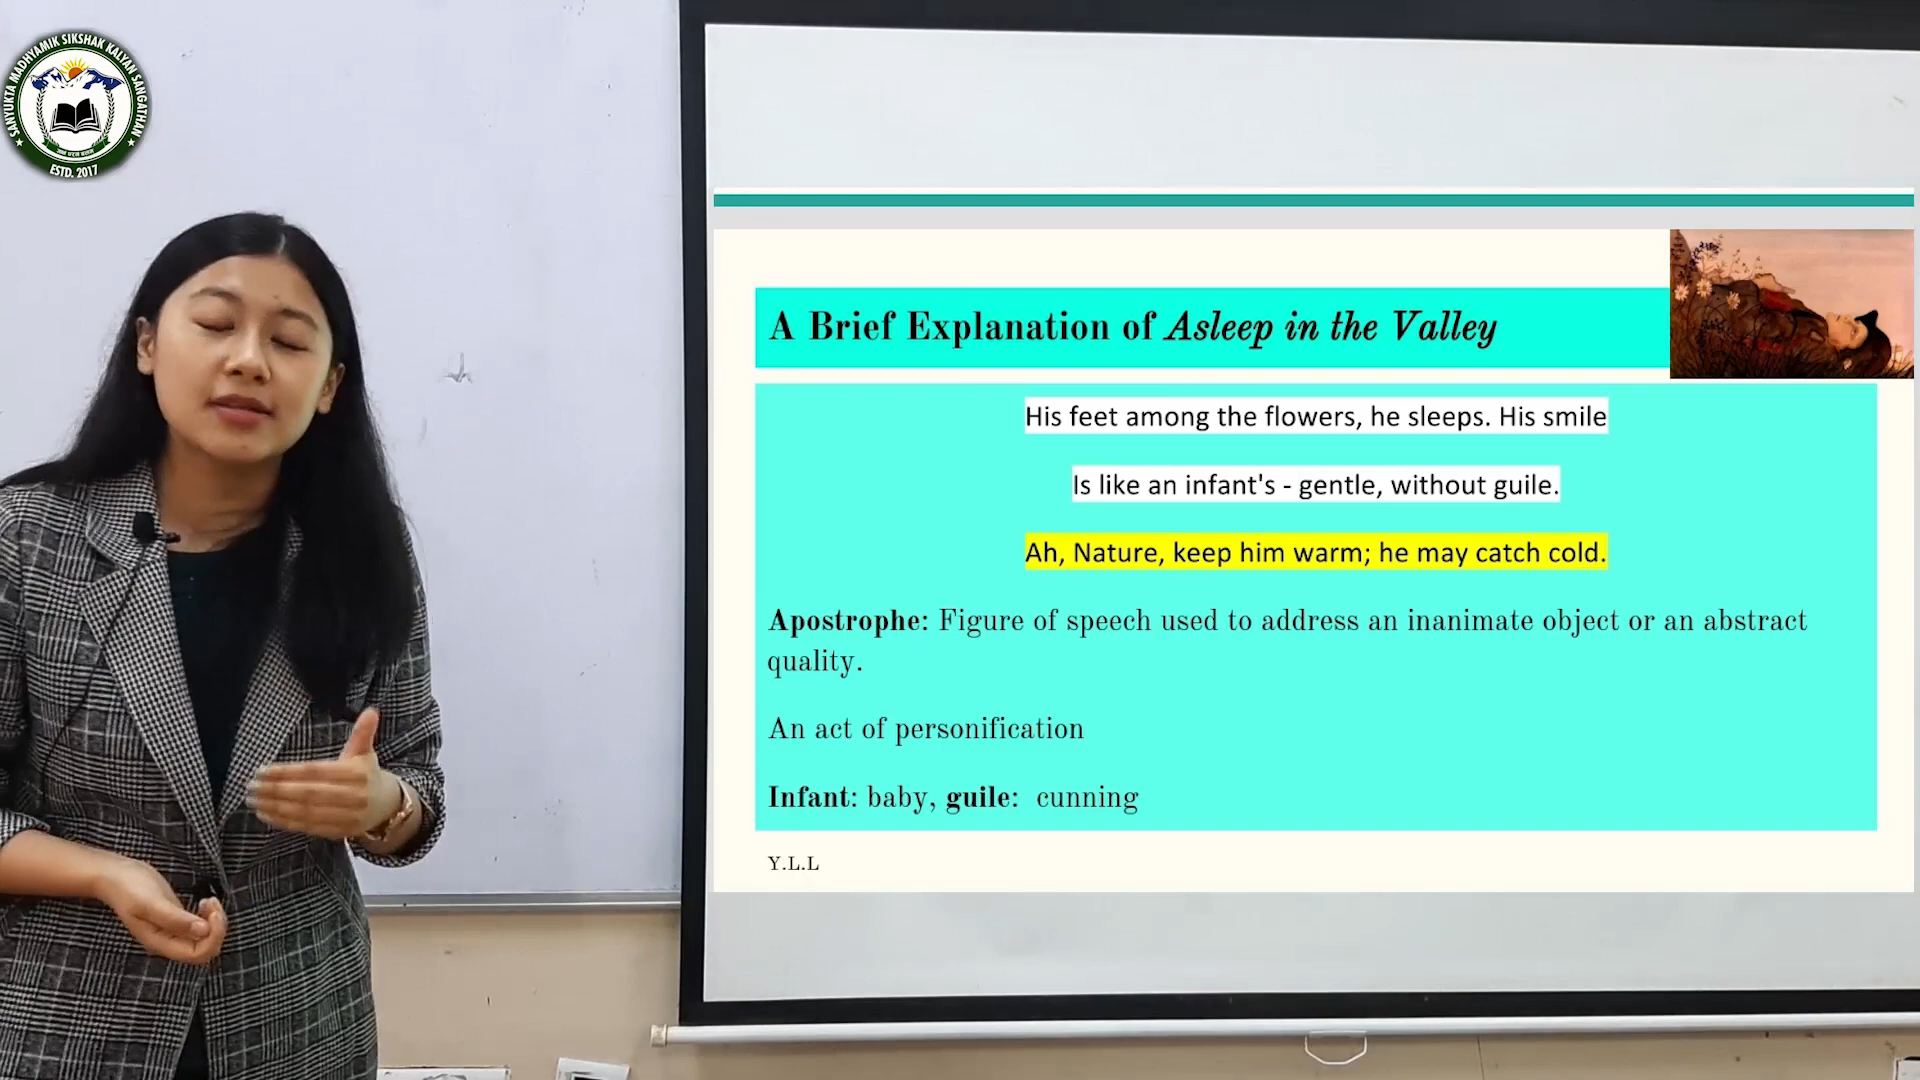 SANYUKTA MADHYAMIK SIKSHAK KALYAN SANGATHAN
ESTD. 2017
A Brief Explanation of Asleep in the Valley
His feet among the flowers, he sleeps. His smile
Is like an infant's - gentle, without guile.
Ah, Nature, keep him warm; he may catch cold.
Apostrophe: Figure of speech used to address an inanimate object or an abstract
quality.
An act of personification
Infant: baby, guile:  cunning
Y.L.L